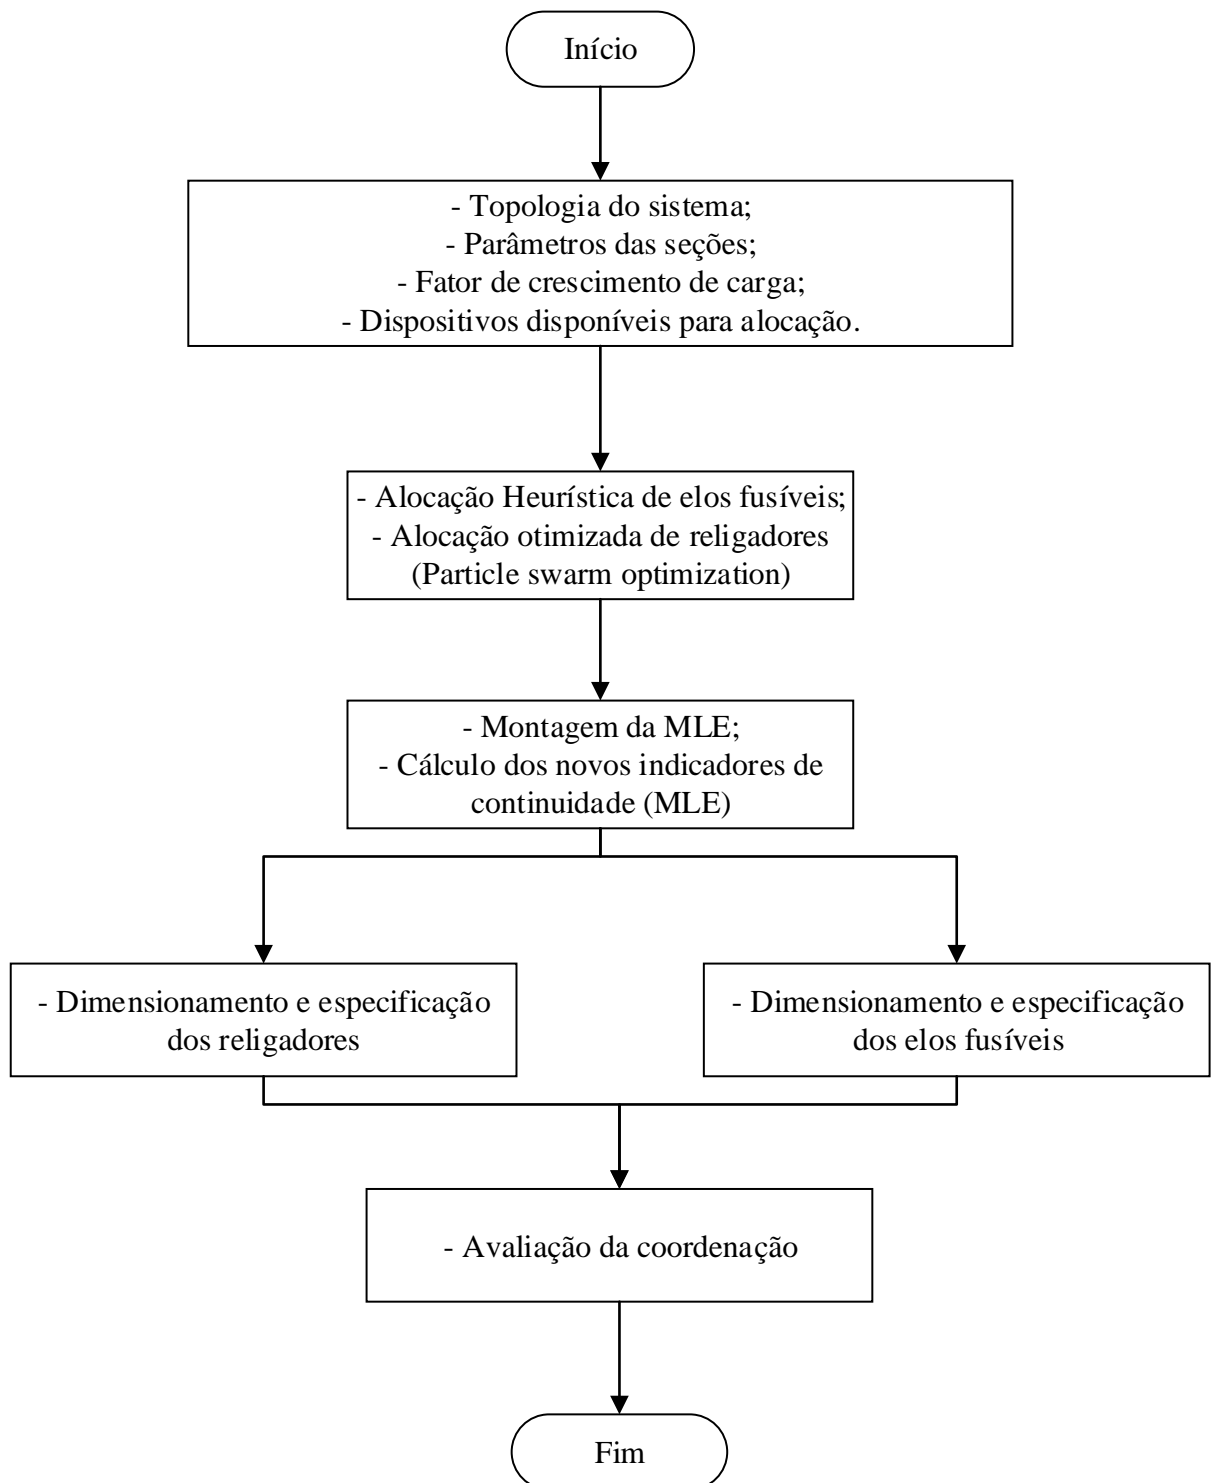 Início
- Topologia do sistema;
- Parâmetros das seções;
- Fator de crescimento de carga;
- Dispositivos disponíveis para alocação.
- Alocação Heurística de elos fusíveis;
- Alocação otimizada de religadores
(Particle swarm optimization)
- Montagem da MLE;
- Cálculo dos novos indicadores de
continuidade (MLE)
- Dimensionamento e especificação
dos religadores
- Dimensionamento e especificação
dos elos fusíveis
- Avaliação da coordenação
Fim